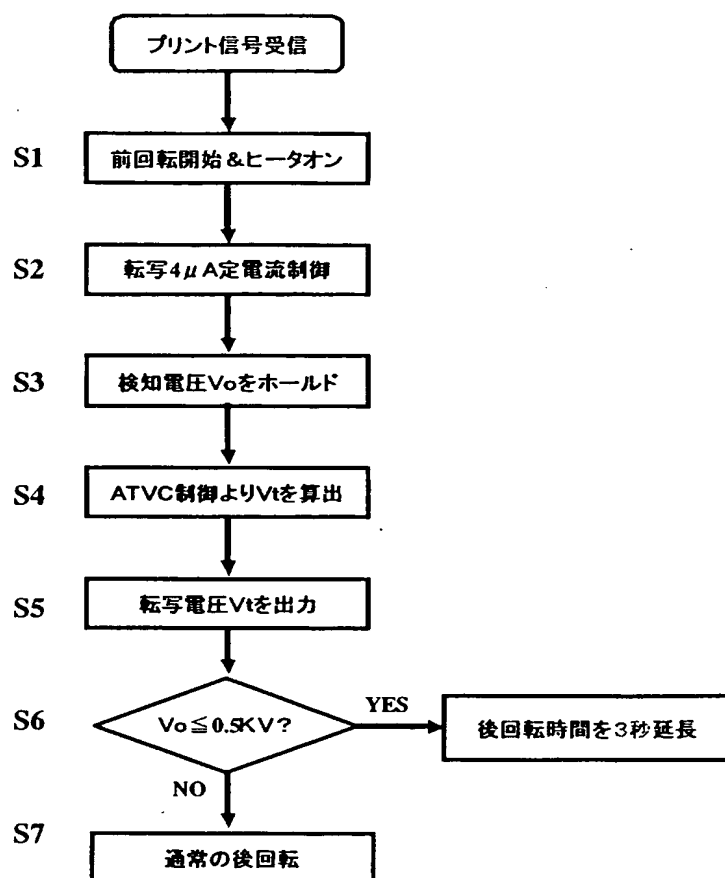 プリント信号受信
S1
前回転開始&ヒータオン
S2
転写4μA定電流制御
S3
検知電圧Voをホールド
S4
ATVC制御よりVtを算出
S5
転写電圧Vtを出力
S6
Vo≦0.5KV?
YES
後回転時間を3秒延長
NO
S7
通常の後回転